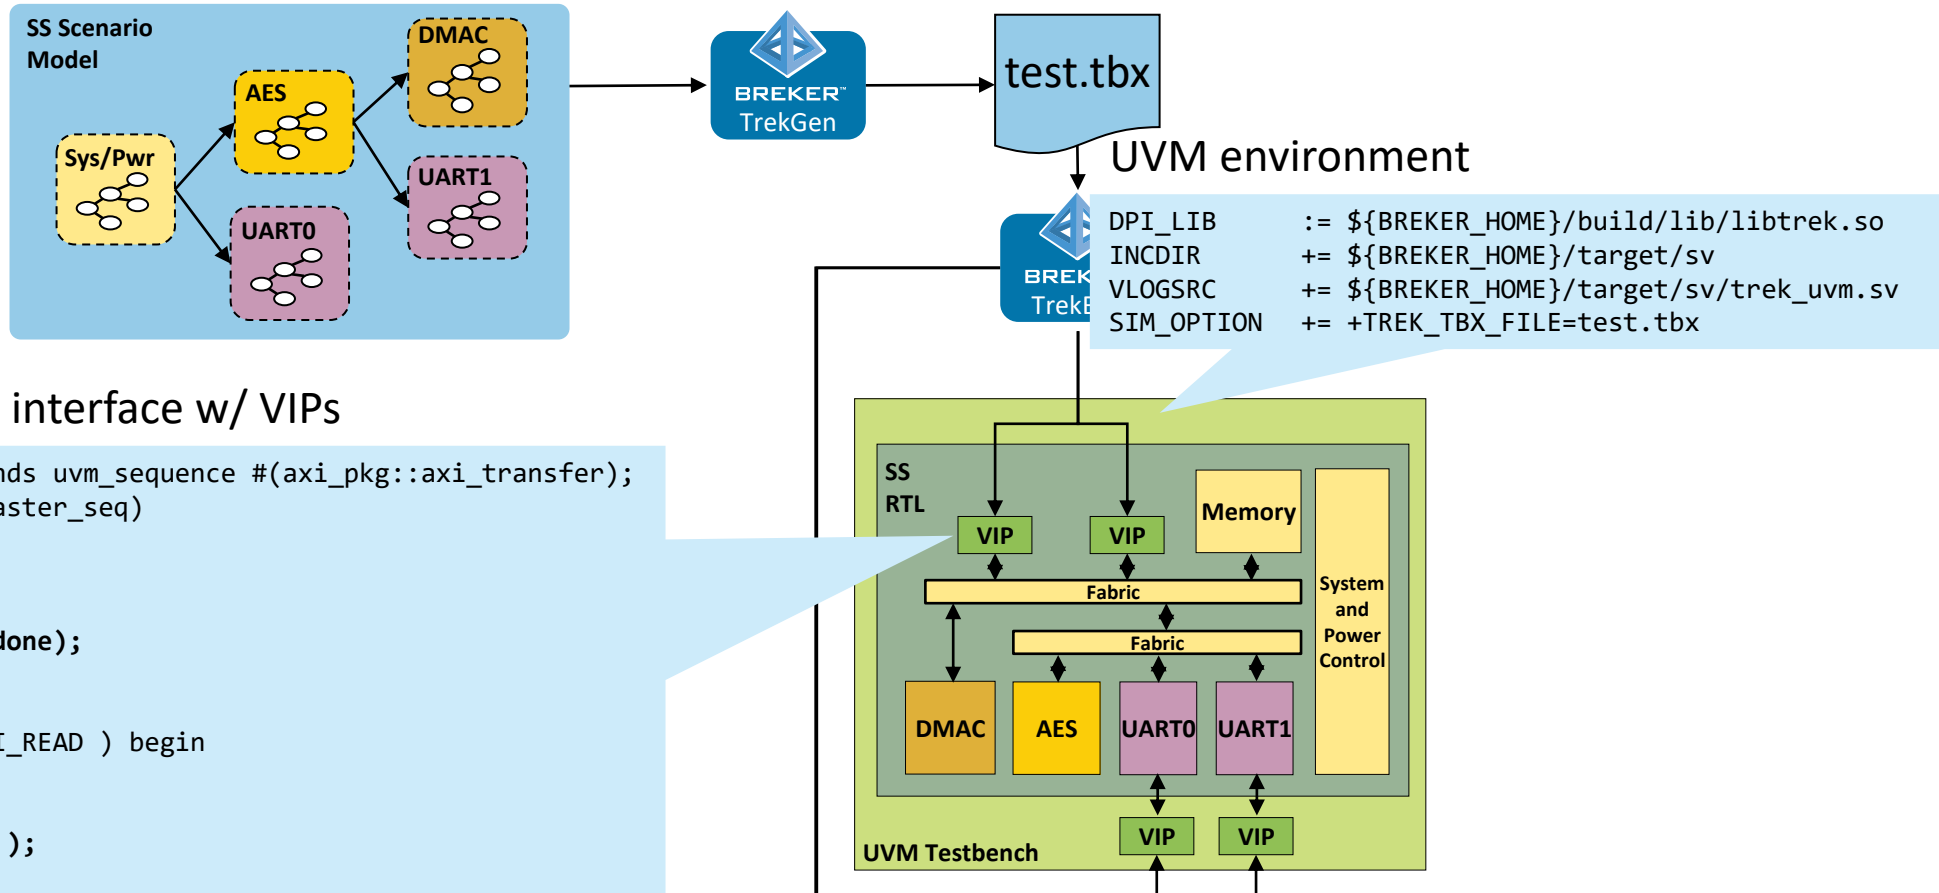 SS Scenario
Model
DMAC
AES
Sys/Pwr
UART1
UART0
BREKER™
TrekGen
test.tbx
UVM environment
DPI_LIB := ${BREKER_HOME}/build/lib/libtrek.so
INCDIR += ${BREKER_HOME}/target/sv
VLOGSRC += ${BREKER_HOME}/target/sv/trek_uvm.sv
SIM_OPTION += +TREK_TBX_FILE=test.tbx
interface w/ VIPs
uvm_sequence #(axi_pkg::axi_transfer);
aster_seq)
done);
I_READ ) begin
);
SS
RTL
VIP
VIP
Memory
Fabric
Fabric
System
and
Power
Control
DMAC
AES
UART0
UART1
VIP
VIP
UVM Testbench